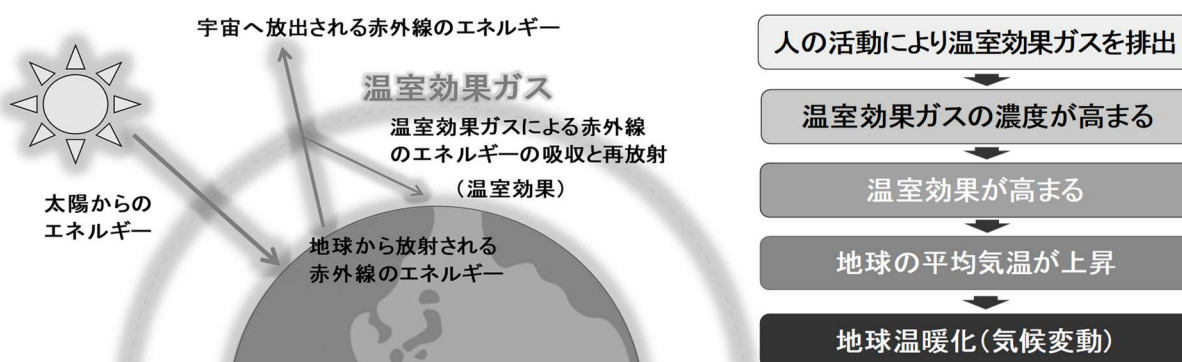 宇宙へ放出される赤外線のエネルギー
温室効果ガス
温室効果ガスによる赤外線
のエネルギーの吸収と再放射
（温室効果）
太陽からの
エネルギー
地球から放射される
赤外線のエネルギー
人の活動により温室効果ガスを排出
温室効果ガスの濃度が高まる
温室効果が高まる
地球の平均気温が上昇
地球温暖化（気候変動）